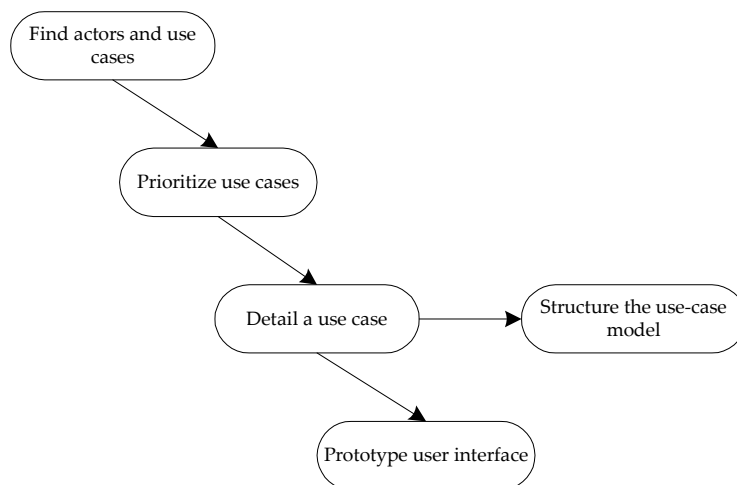 Find actors and use
cases
Prioritize use cases
Detail a use case
Structure the use-case
model
Prototype user interface